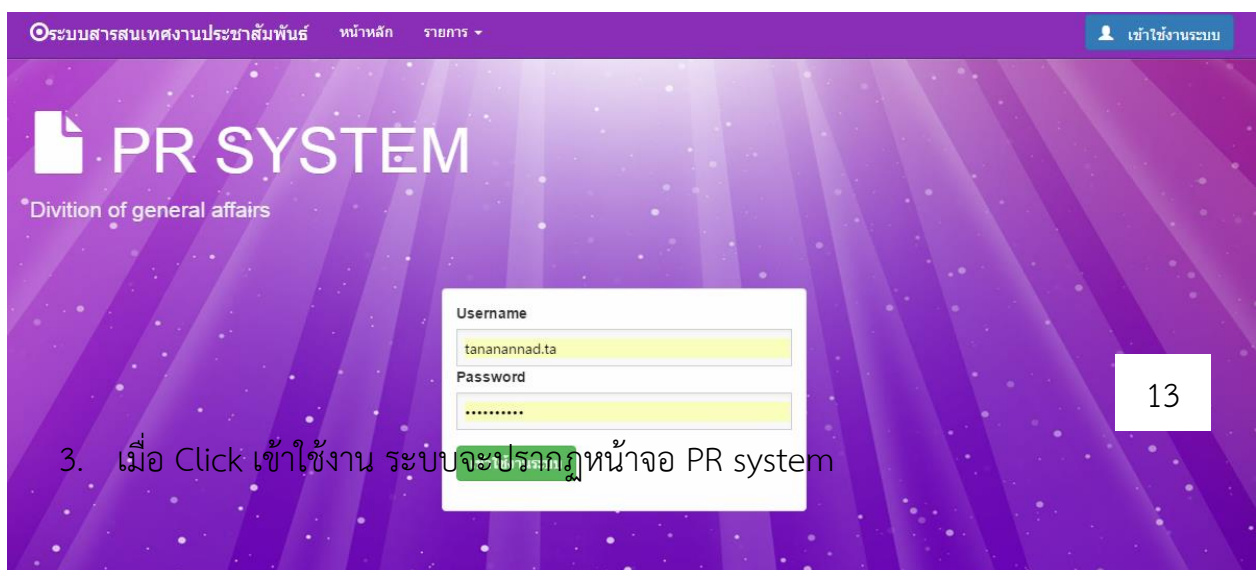 ระบบสารสนเทศงานประชาสัมพันธ์ หน้าหลัก รายการ เข้าใช้งานระบบ
PR SYSTEM
Divition of general affairs
Username
tananannad.ta
Password
••••••••••
13
3. เมื่อ Click เข้าใช้งาน ระบบจะปรากฏหน้าจอ PR system